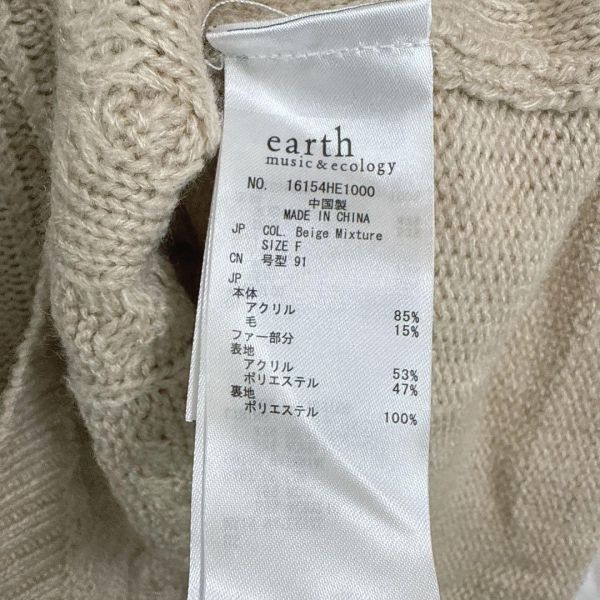 earth
music & ecology
NO. 16154HE1000
中国製
MADE IN CHINA
JP COL. Beige Mixture
SIZE F
CN 号型 91
JP
本体
アクリル 85%
毛 15%
ファー部分
表地
アクリル 53%
ポリエステル 47%
裏地
ポリエステル 100%